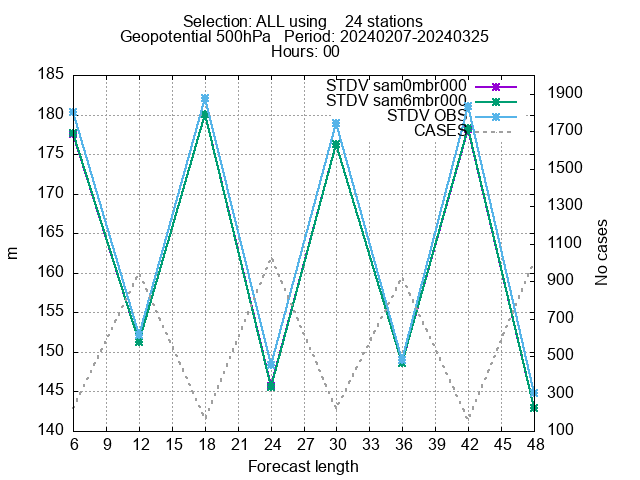 Selection: ALL using    24 stations
Geopotential 500hPa   Period: 20240207-20240325
Hours: 00
STDV sam0mbr000
STDV sam6mbr000
STDV OBS
CASES
185
180
175
170
165
160
155
150
145
140
m
1900
1700
1500
1300
1100
900
700
500
300
100
No cases
6 9 12 15 18 21 24 27 30 33 36 39 42 45 48
Forecast length